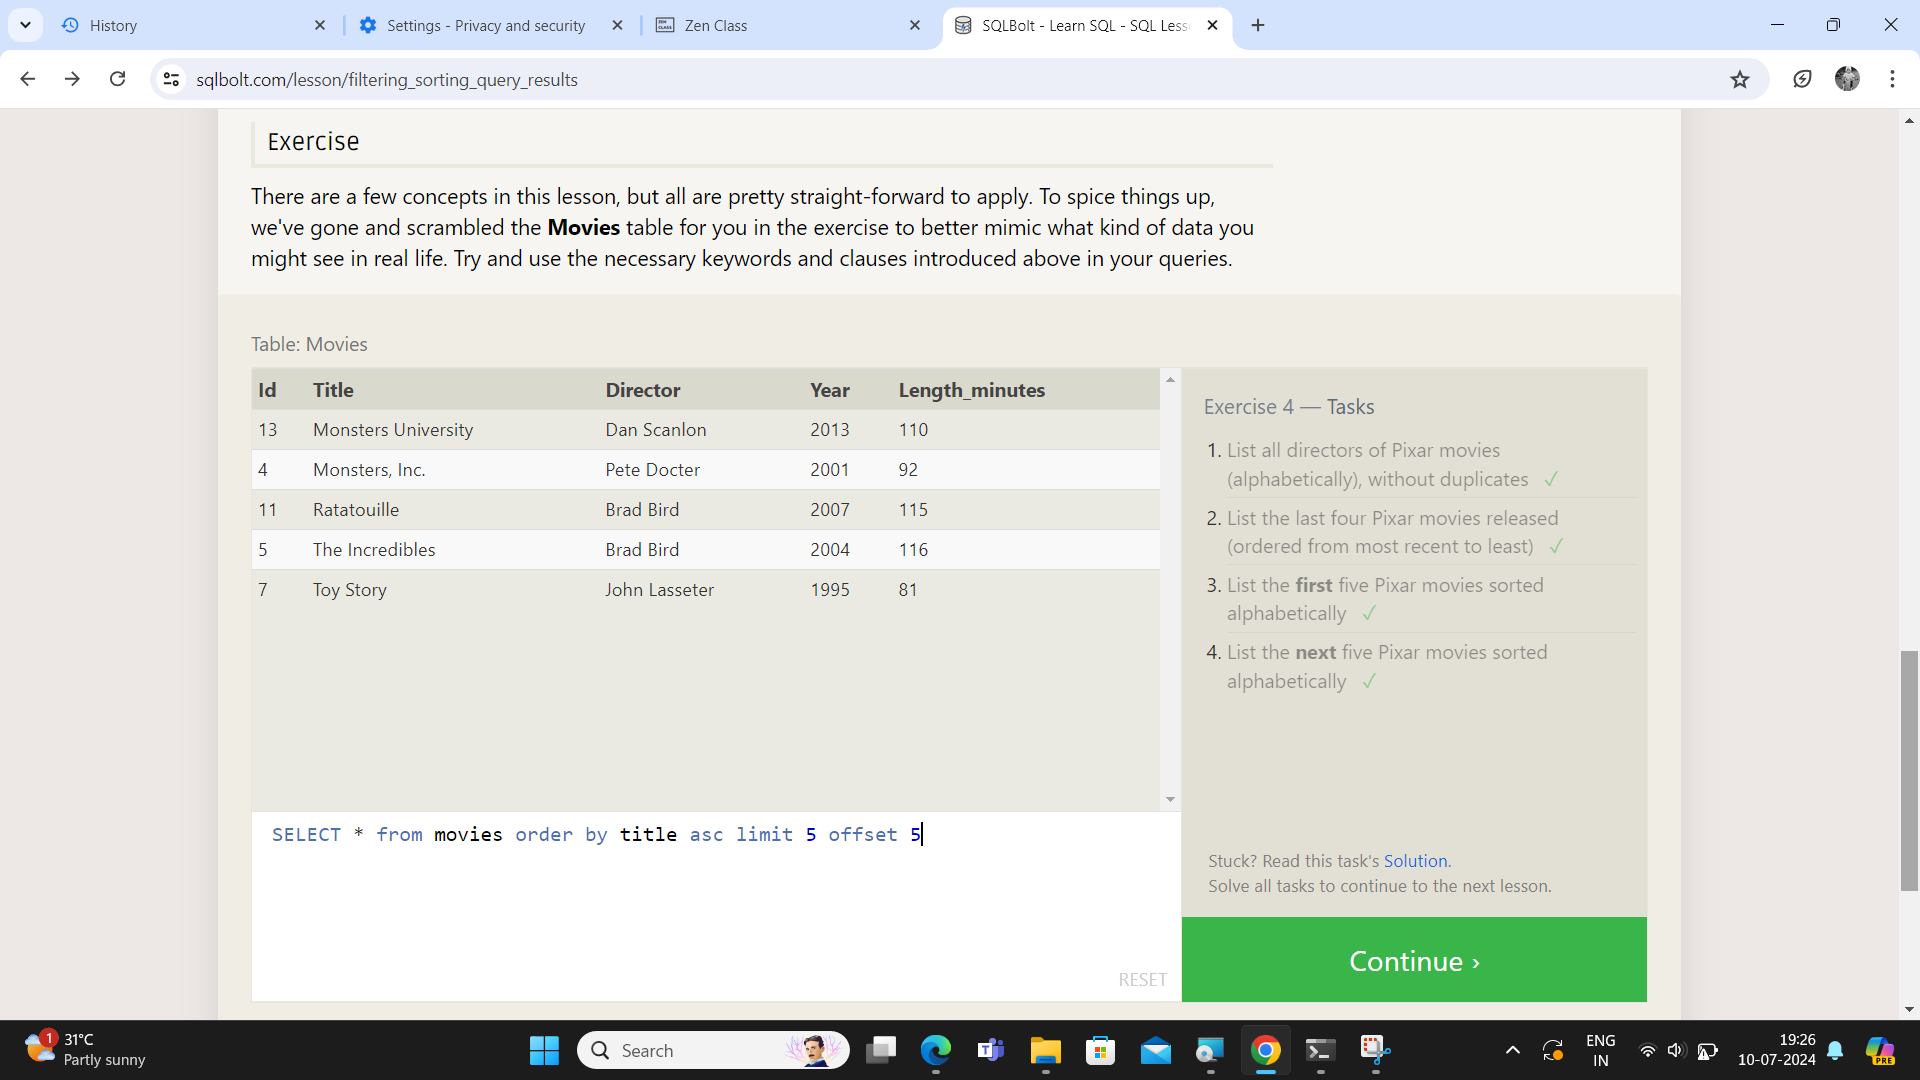 History
Settings - Privacy and security
Zen Class
SQLBolt - Learn SQL - SQL Less
sqlbolt.com/lesson/filtering_sorting_query_results
Exercise
There are a few concepts in this lesson, but all are pretty straight-forward to apply. To spice things up,
we've gone and scrambled the Movies table for you in the exercise to better mimic what kind of data you
might see in real life. Try and use the necessary keywords and clauses introduced above in your queries.
Table: Movies
Id Title Director Year Length_minutes
13 Monsters University Dan Scanlon 2013 110
4 Monsters, Inc. Pete Docter 2001 92
11 Ratatouille Brad Bird 2007 115
5 The Incredibles Brad Bird 2004 116
7 Toy Story John Lasseter 1995 81
SELECT * from movies order by title asc limit 5 offset 5
RESET
Exercise 4 — Tasks
1. List all directors of Pixar movies
(alphabetically), without duplicates ✓
2. List the last four Pixar movies released
(ordered from most recent to least) ✓
3. List the first five Pixar movies sorted
alphabetically ✓
4. List the next five Pixar movies sorted
alphabetically ✓
Stuck? Read this task's Solution.
Solve all tasks to continue to the next lesson.
Continue ›
1
31°C
Partly sunny
Search
ENG
IN
19:26
10-07-2024
PRE